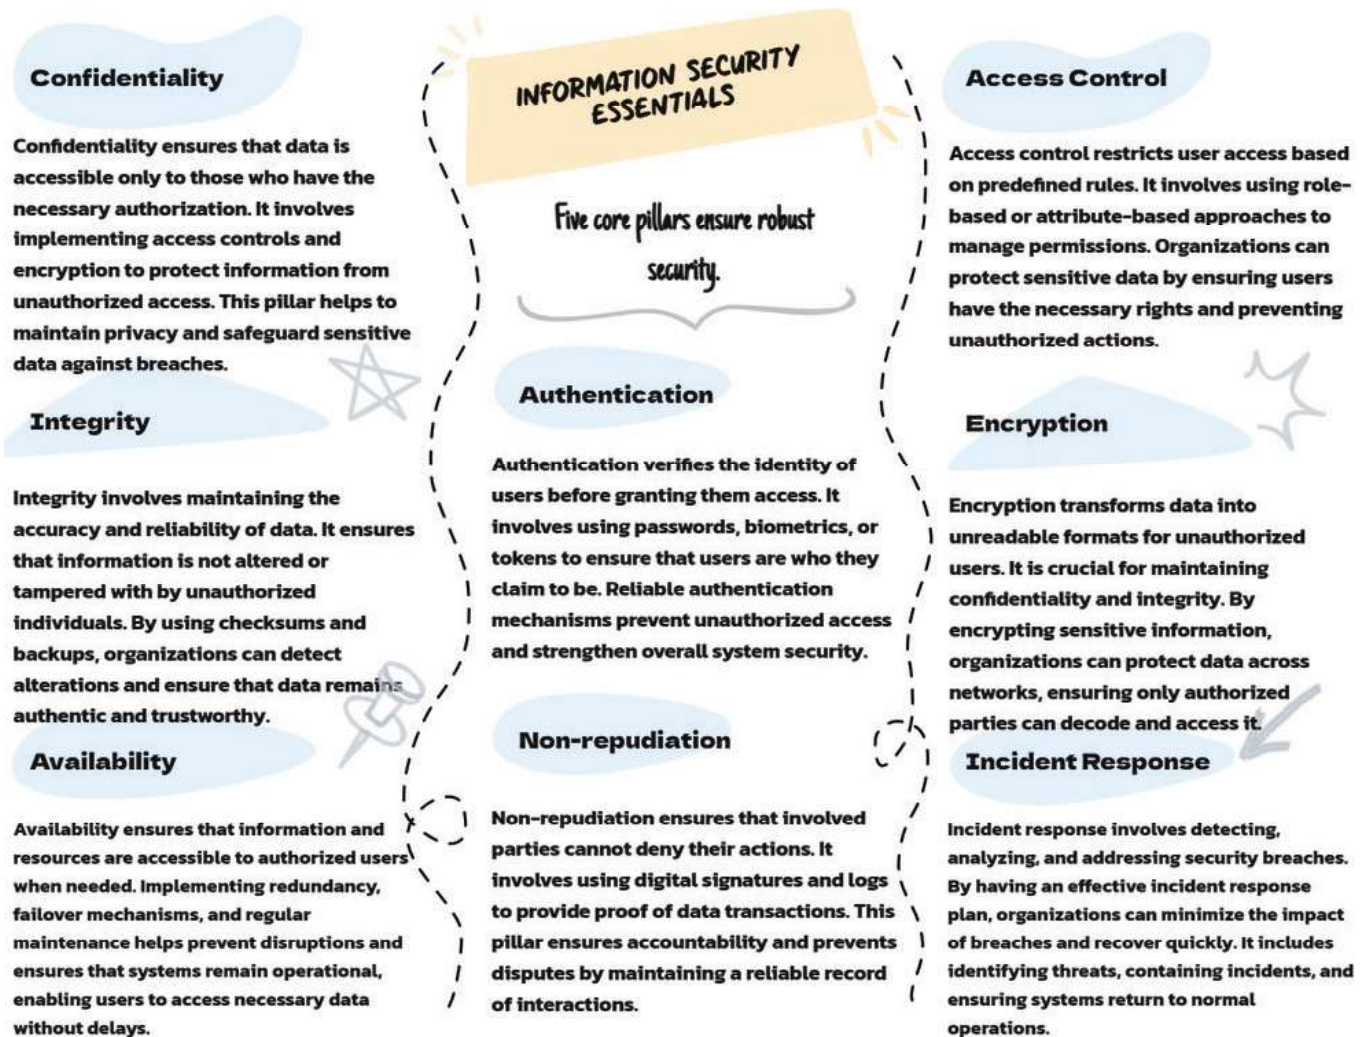 Confidentiality
Confidentiality ensures that data is
accessible only to those who have the
necessary authorization. It involves
implementing access controls and
encryption to protect information from
unauthorized access. This pillar helps to
maintain privacy and safeguard sensitive
data against breaches.
Integrity
Integrity involves maintaining the
accuracy and reliability of data. It ensures
that information is not altered or
tampered with by unauthorized
individuals. By using checksums and
backups, organizations can detect
alterations and ensure that data remains
authentic and trustworthy.
Availability
Availability ensures that information and
resources are accessible to authorized users
when needed. Implementing redundancy,
failover mechanisms, and regular
maintenance helps prevent disruptions and
ensures that systems remain operational,
enabling users to access necessary data
without delays.
INFORMATION SECURITY
ESSENTIALS
Five core pillars ensure robust
security.
Authentication
Authentication verifies the identity of
users before granting them access. It
involves using passwords, biometrics, or
tokens to ensure that users are who they
claim to be. Reliable authentication
mechanisms prevent unauthorized access
and strengthen overall system security.
Non-repudiation
Non-repudiation ensures that involved
parties cannot deny their actions. It
involves using digital signatures and logs
to provide proof of data transactions. This
pillar ensures accountability and prevents
disputes by maintaining a reliable record
of interactions.
Access Control
Access control restricts user access based
on predefined rules. It involves using role-
based or attribute-based approaches to
manage permissions. Organizations can
protect sensitive data by ensuring users
have the necessary rights and preventing
unauthorized actions.
Encryption
Encryption transforms data into
unreadable formats for unauthorized
users. It is crucial for maintaining
confidentiality and integrity. By
encrypting sensitive information,
organizations can protect data across
networks, ensuring only authorized
parties can decode and access it.
Incident Response
Incident response involves detecting,
analyzing, and addressing security breaches.
By having an effective incident response
plan, organizations can minimize the impact
of breaches and recover quickly. It includes
identifying threats, containing incidents, and
ensuring systems return to normal
operations.